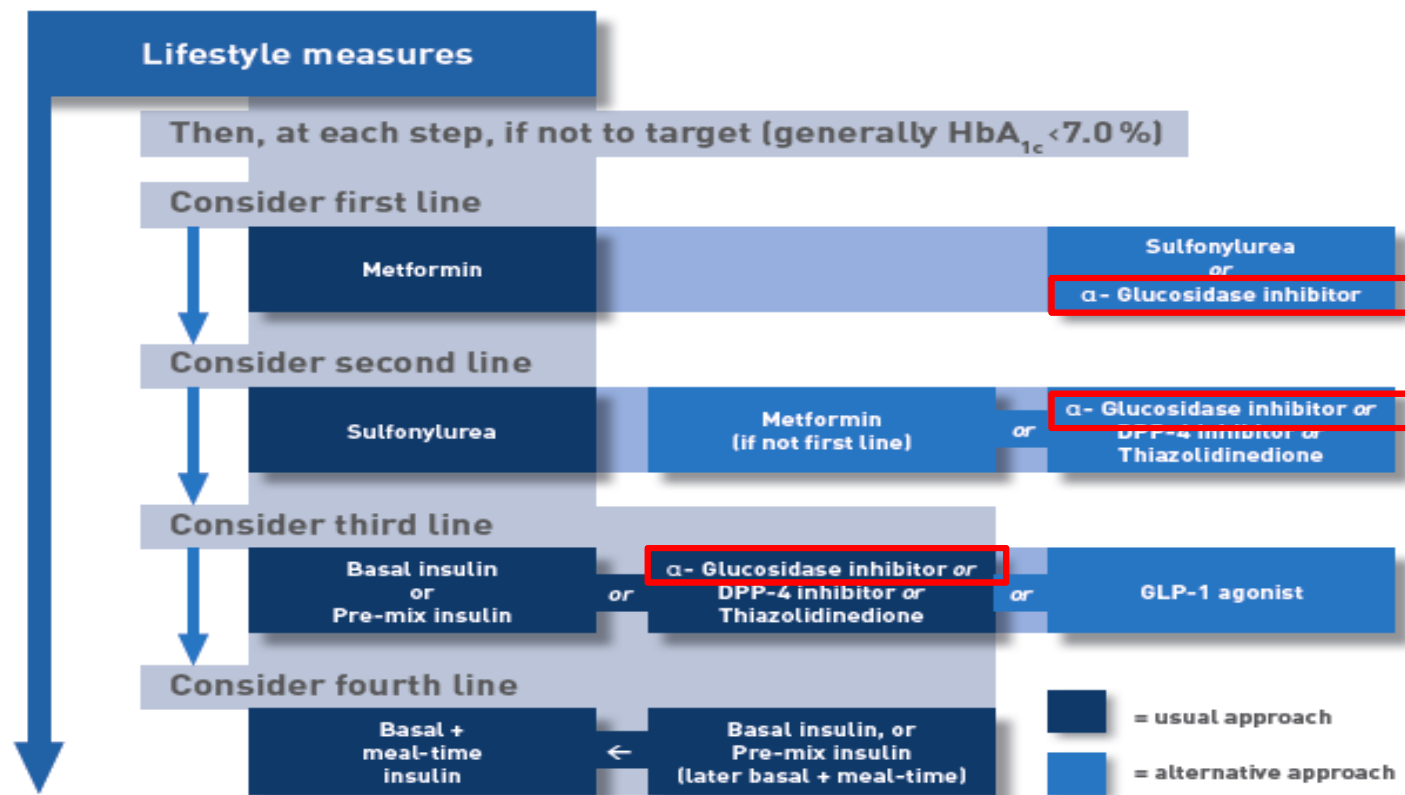 Lifestyle measures
Then, at each step, if not to target (generally HbA1c <7.0 %)
Consider first line
Metformin
Sulfonylurea
or
α- Glucosidase inhibitor
Consider second line
Sulfonylurea
Metformin
(if not first line)
or
α- Glucosidase inhibitor or
DPP-4 inhibitor or
Thiazolidinedione
Consider third line
Basal insulin
or
Pre-mix insulin
or
α- Glucosidase inhibitor or
DPP-4 inhibitor or
Thiazolidinedione
or
GLP-1 agonist
Consider fourth line
Basal +
meal-time
insulin
←
Basal insulin, or
Pre-mix insulin
(later basal + meal-time)
= usual approach
= alternative approach